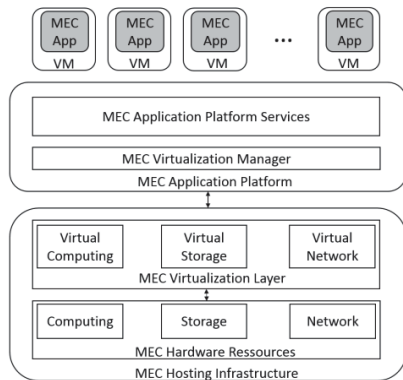 MEC MEC MEC MEC
App App App ... App
VM VM VM VM
MEC Application Platform Services
MEC Virtualization Manager
MEC Application Platform
Virtual Virtual Virtual
Computing Storage Network
MEC Virtualization Layer
Computing Storage Network
MEC Hardware Ressources
MEC Hosting Infrastructure